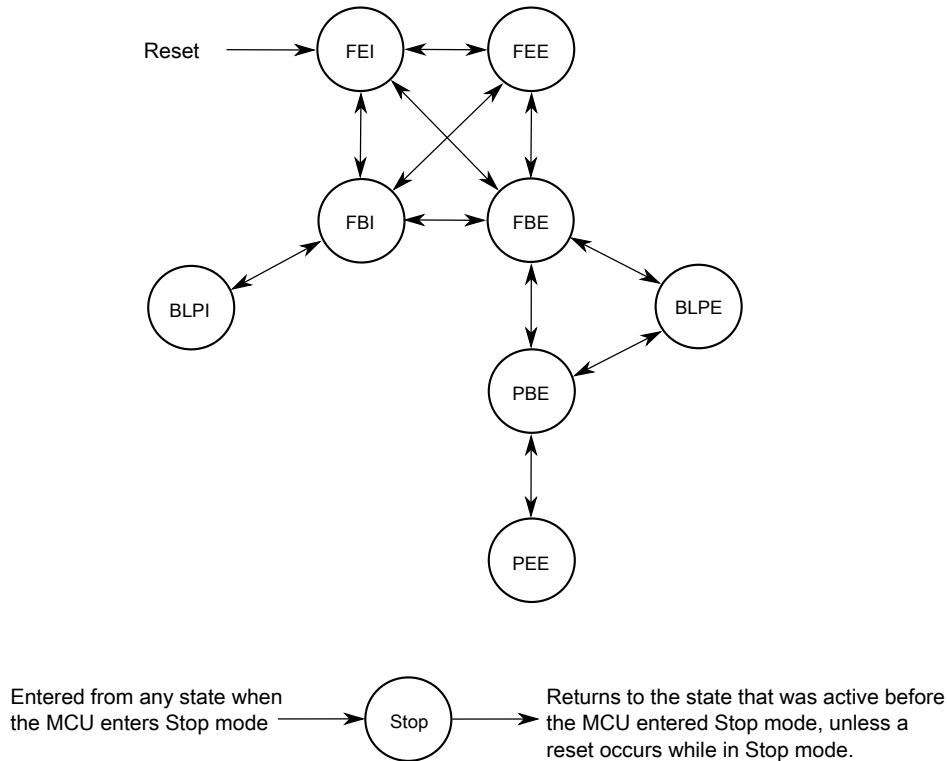 Reset
FEI
FEE
FBI
FBE
BLPI
BLPE
PBE
PEE
Entered from any state when
the MCU enters Stop mode
Stop
Returns to the state that was active before
the MCU entered Stop mode, unless a
reset occurs while in Stop mode.